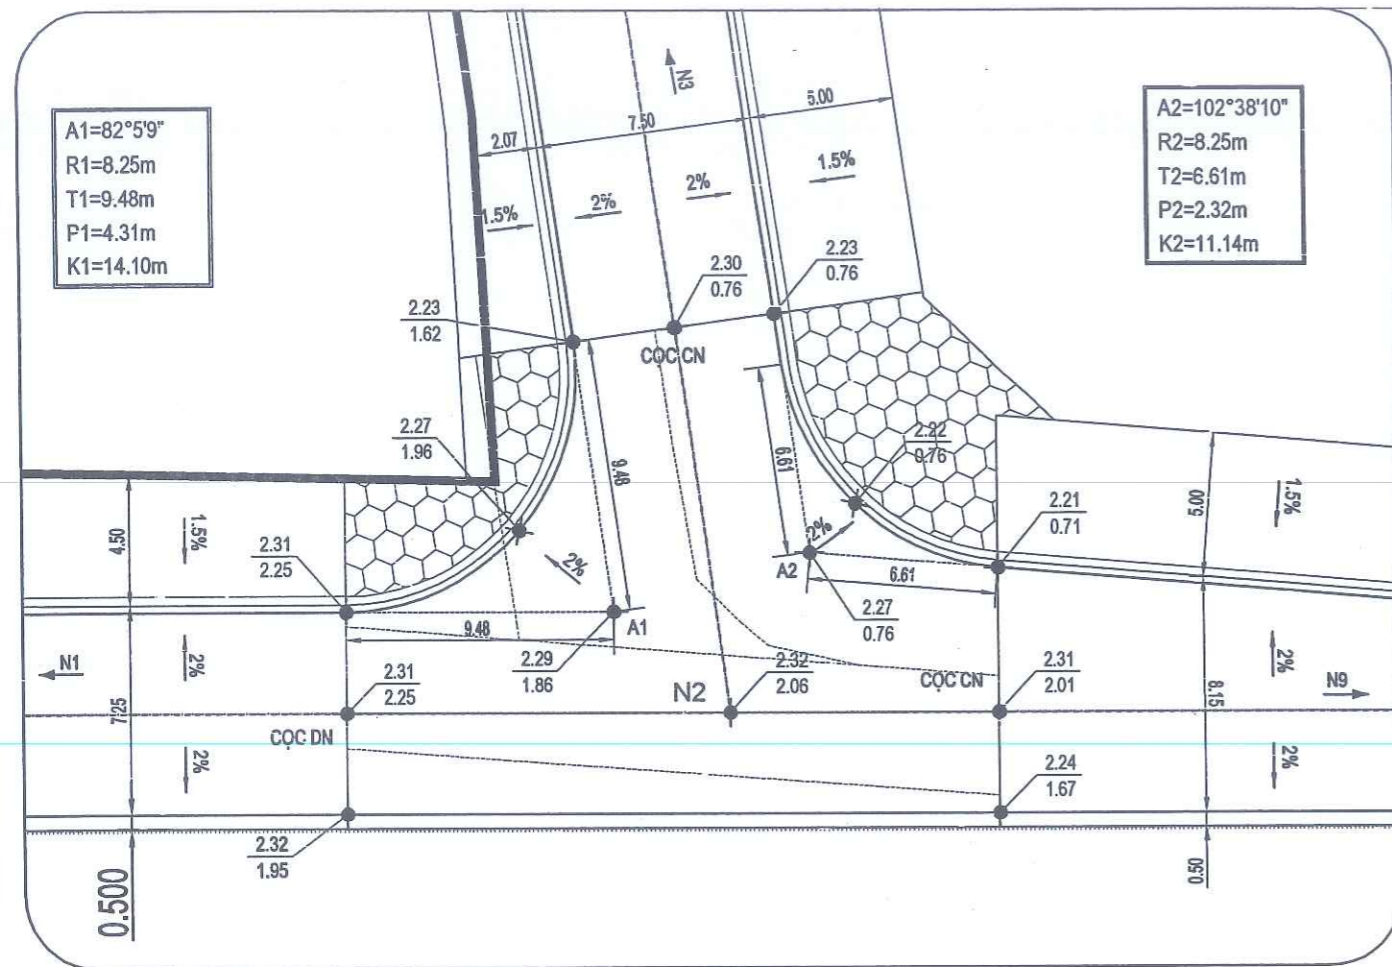 A1=82°5'9"
R1=8.25m
T1=9.48m
P1=4.31m
K1=14.10m
A2=102°38'10"
R2=8.25m
T2=6.61m
P2=2.32m
K2=11.14m
N3
5.00
7.50
2.07
1.5%
2%
2%
1.5%
2.23
0.76
2.30
0.76
2.23
1.62
CỌC CN
2.27
1.96
9.48
6.61
2.22
0.76
4.50
1.5%
2.31
2.25
2%
2%
A2
6.61
2.21
0.71
5.00
1.5%
2.27
0.76
A1
9.48
2.29
1.86
N1
2%
2.31
2.25
N2
2.32
2.06
CỌC CN
2.31
2.01
2%
N9
7.25
8.15
CỌC DN
2%
2%
2.24
1.67
2.32
1.95
0.500
0.50